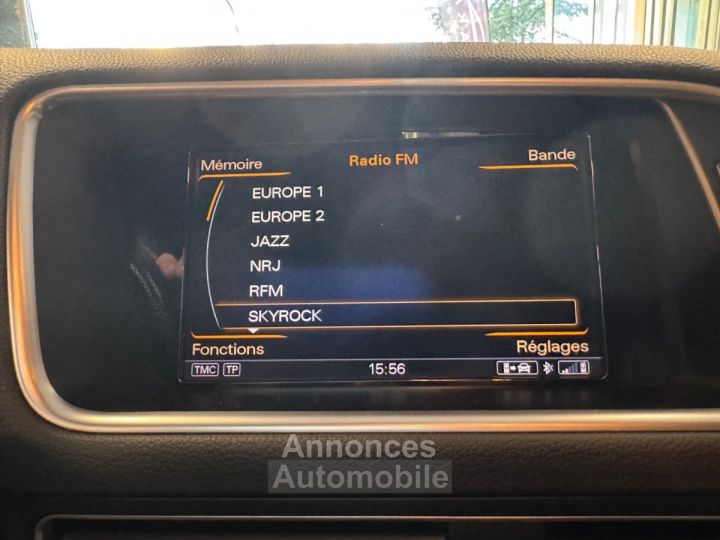 Mémoire Radio FM Bande
EUROPE 1
EUROPE 2
JAZZ
NRJ
RFM
SKYROCK
Fonctions Réglages
TMC TP 15:56
Annonces
Automobile